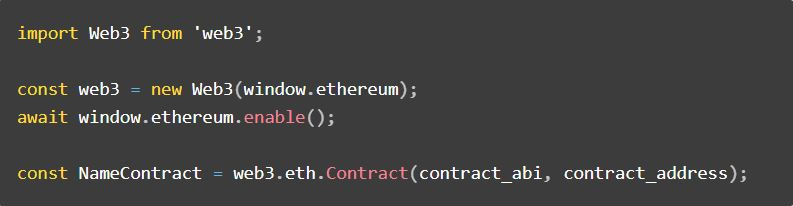 import Web3 from 'web3';
const web3 = new Web3(window.ethereum);
await window.ethereum.enable();
const NameContract = web3.eth.Contract(contract_abi, contract_address);